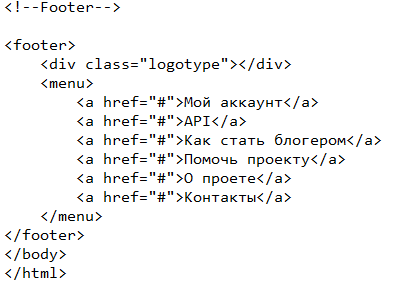 <!--Footer-->
<footer>
<div class="logotype"></div>
<menu>
<a href="#">Мой аккаунт</a>
<a href="#">API</a>
<a href="#">Как стать блогером</a>
<a href="#">Помочь проекту</a>
<a href="#">О проете</a>
<a href="#">Контакты</a>
</menu>
</footer>
</body>
</html>